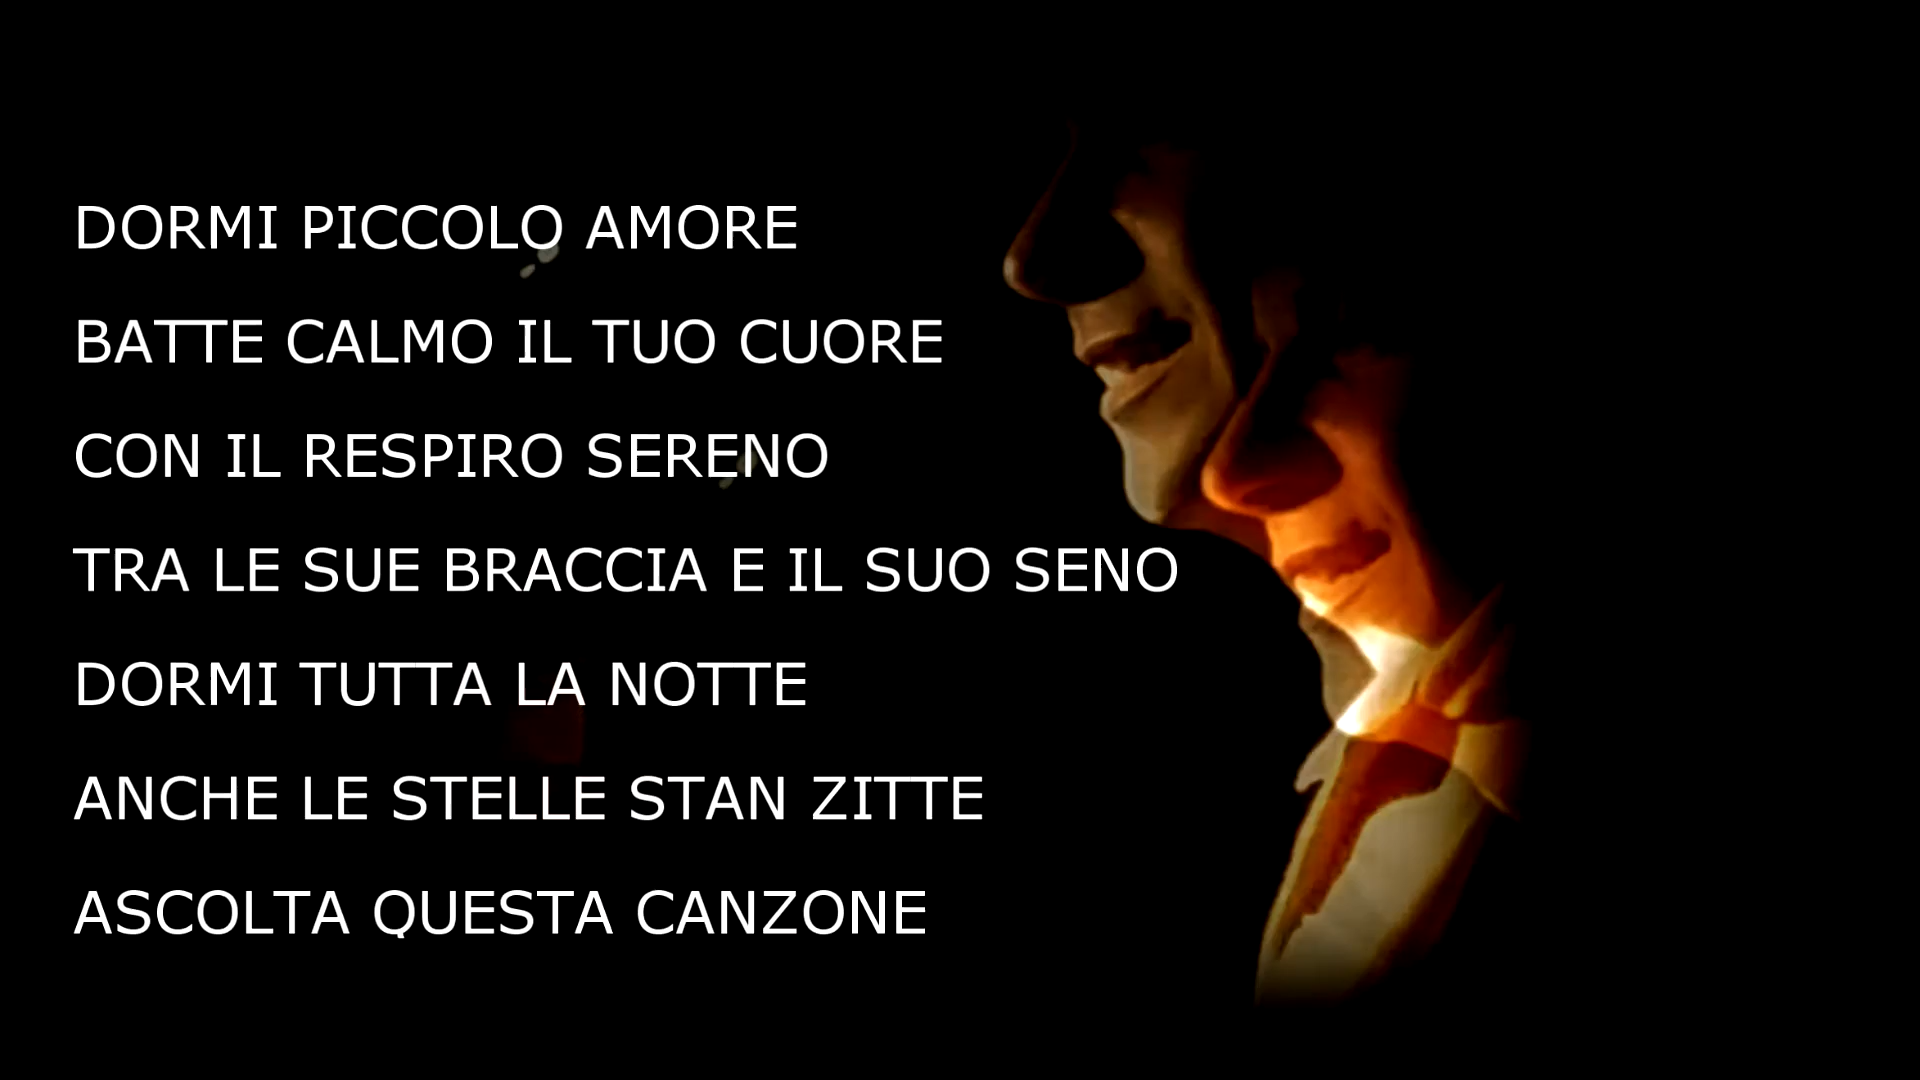 DORMI PICCOLO AMORE
BATTE CALMO IL TUO CUORE
CON IL RESPIRO SERENO
TRA LE SUE BRACCIA E IL SUO SENO
DORMI TUTTA LA NOTTE
ANCHE LE STELLE STAN ZITTE
ASCOLTA QUESTA CANZONE